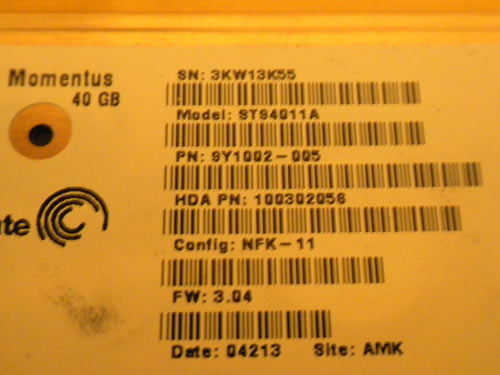 Momentus
40 GB
SN: 3KW13K55
Model: ST94011A
PN: 9Y1002-005
HDA PN: 100302056
Config: NFK-11
FW: 3.04
Date: 04213 Site: AMK